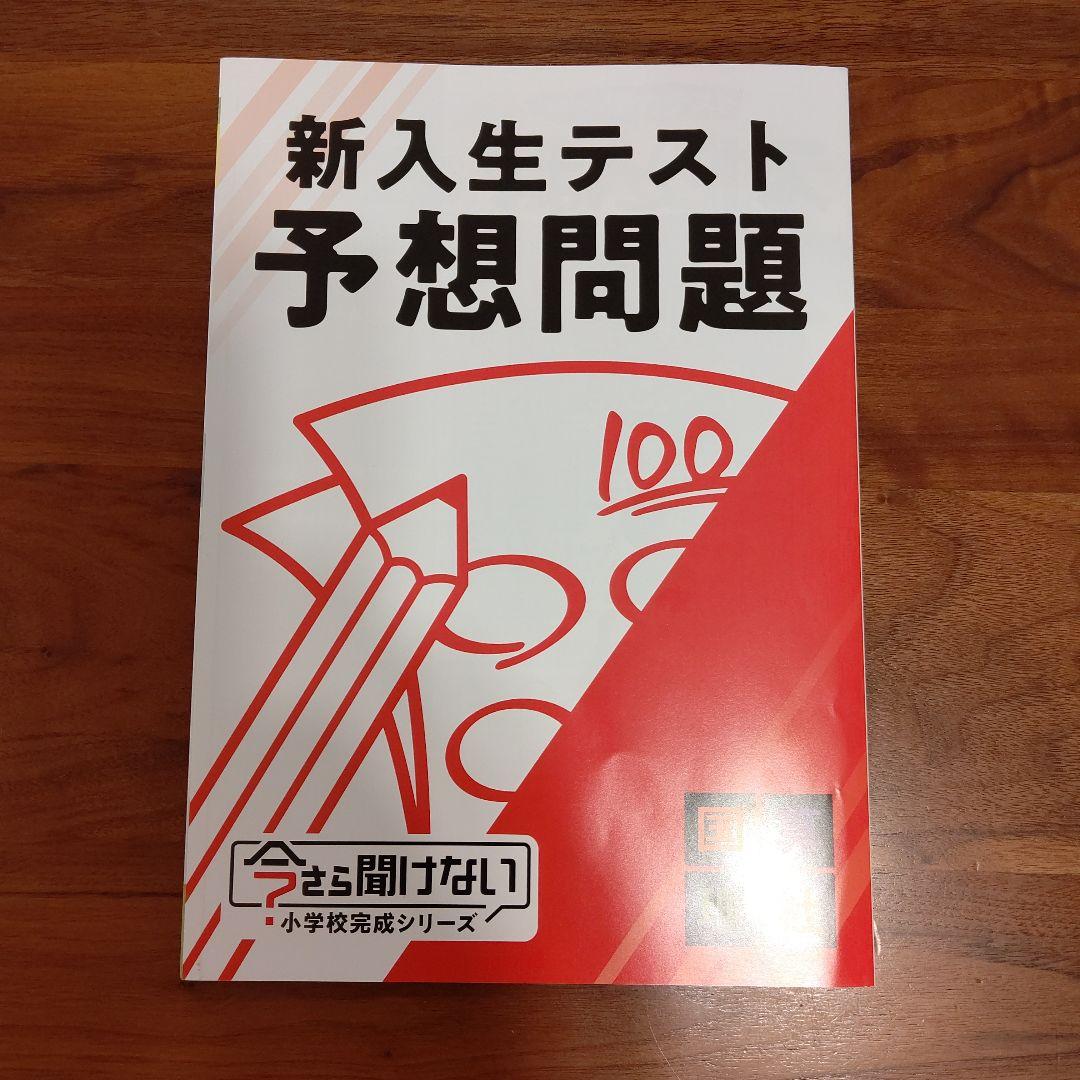 新入生テスト
予想問題
100
今さら聞けない
小学校完成シリーズ
国